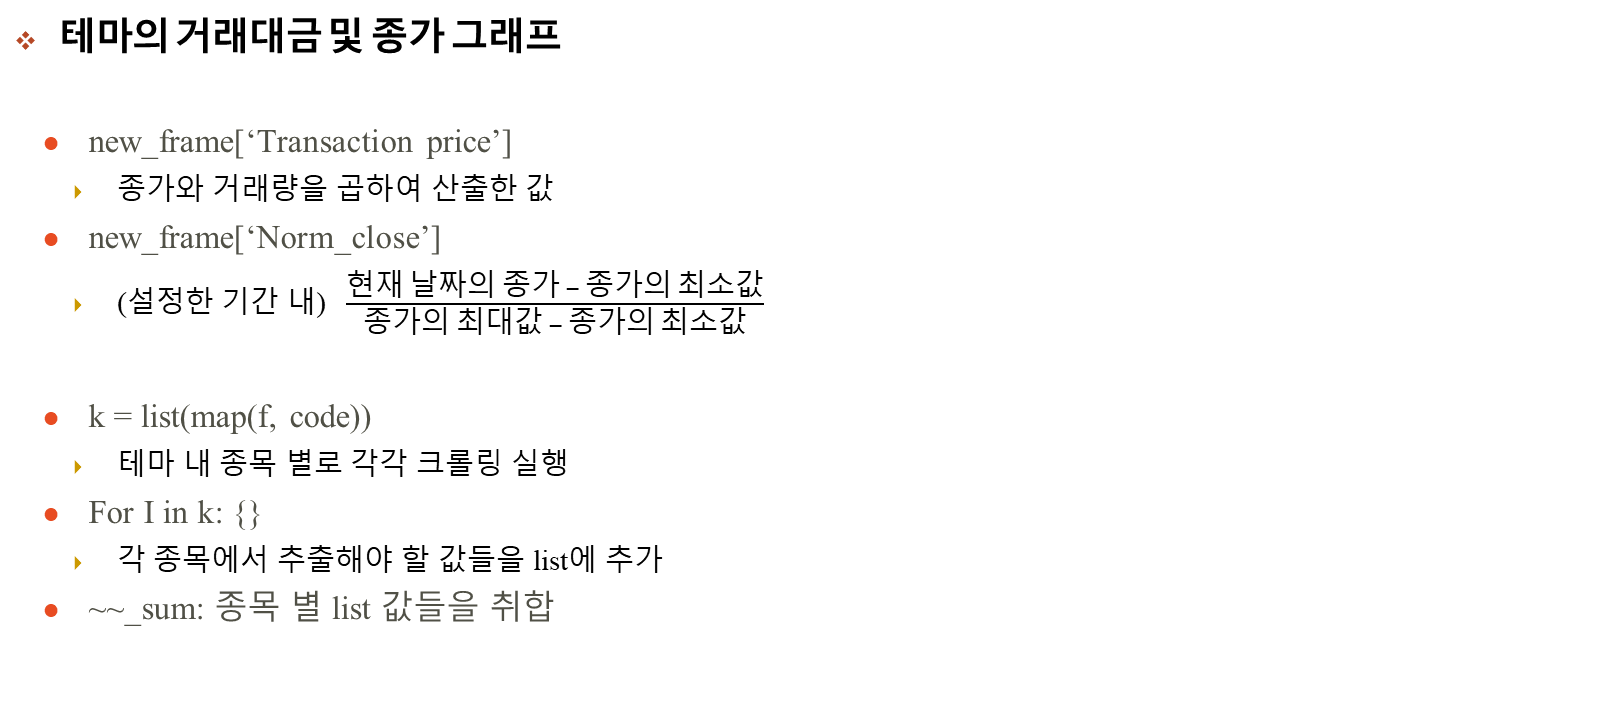 테마의 거래대금 및 종가 그래프
new_frame[‘Transaction price’]
종가와 거래량을 곱하여 산출한 값
new_frame[‘Norm_close’]
(설정한 기간 내) 현재 날짜의 종가 – 종가의 최소값
종가의 최대값 – 종가의 최소값
k = list(map(f, code))
테마 내 종목 별로 각각 크롤링 실행
For I in k: {}
각 종목에서 추출해야 할 값들을 list에 추가
~~_sum: 종목 별 list 값들을 취합